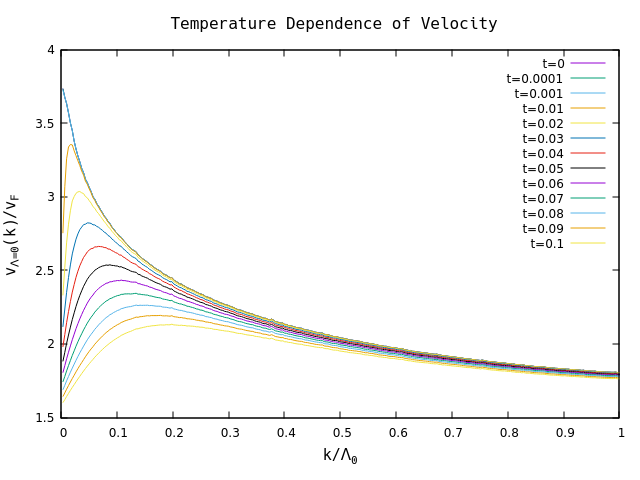 Temperature Dependence of Velocity
4
3.5
3
2.5
2
1.5
v_{Λ=0}(k)/v_F
t=0
t=0.0001
t=0.001
t=0.01
t=0.02
t=0.03
t=0.04
t=0.05
t=0.06
t=0.07
t=0.08
t=0.09
t=0.1
0 0.1 0.2 0.3 0.4 0.5 0.6 0.7 0.8 0.9 1
k/Λ₀